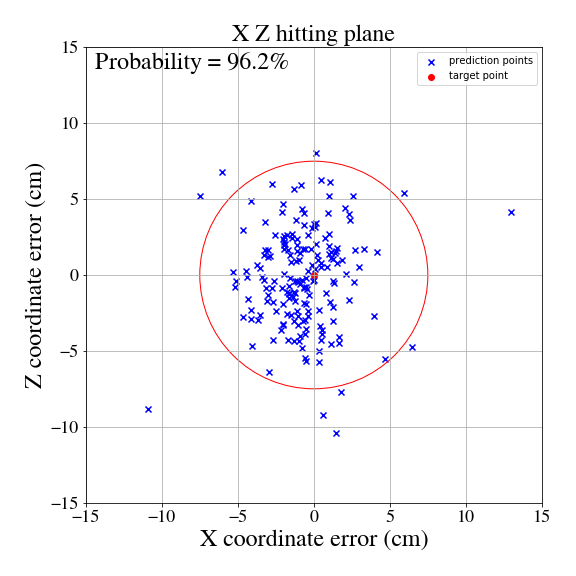 X Z hitting plane
Probability = 96.2%
prediction points
target point
Z coordinate error (cm)
15
10
5
0
−5
−10
−15
−15
−10
−5
0
5
10
15
X coordinate error (cm)